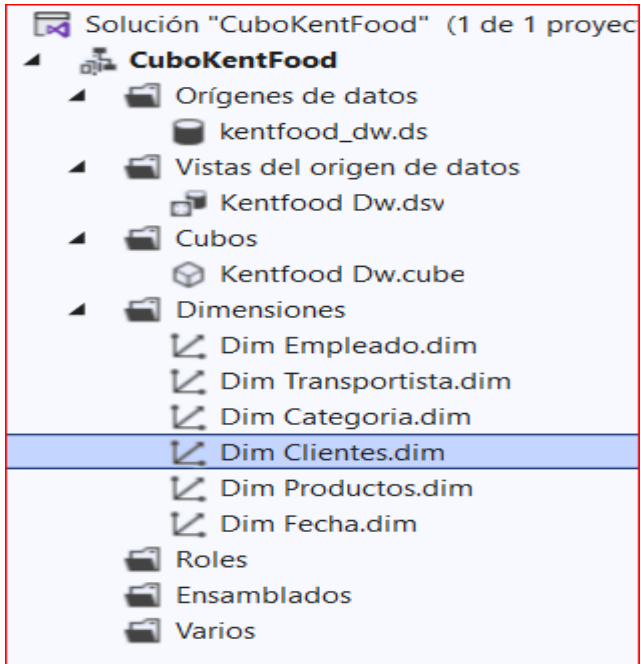 Solución "CuboKentFood" (1 de 1 proyec
CuboKentFood
Orígenes de datos
kentfood_dw.ds
Vistas del origen de datos
Kentfood Dw.dsv
Cubos
Kentfood Dw.cube
Dimensiones
Dim Empleado.dim
Dim Transportista.dim
Dim Categoria.dim
Dim Clientes.dim
Dim Productos.dim
Dim Fecha.dim
Roles
Ensamblados
Varios